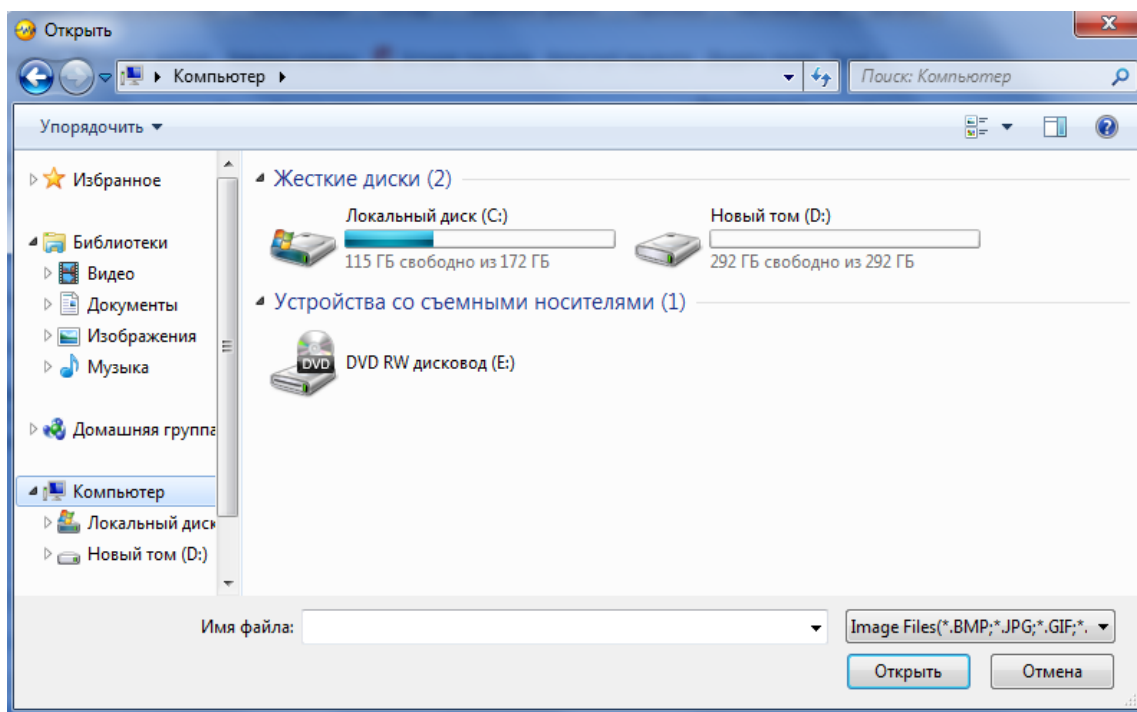 Открыть
Компьютер
Поиск: Компьютер
Упорядочить
Избранное
Библиотеки
Видео
Документы
Изображения
Музыка
Домашняя группа
Компьютер
Локальный диск
Новый том (D:)
Жесткие диски (2)
Локальный диск (C:)
115 ГБ свободно из 172 ГБ
Новый том (D:)
292 ГБ свободно из 292 ГБ
Устройства со съемными носителями (1)
DVD
DVD RW дисковод (E:)
Имя файла:
Image Files(*.BMP;*.JPG;*.GIF;*.
Открыть
Отмена